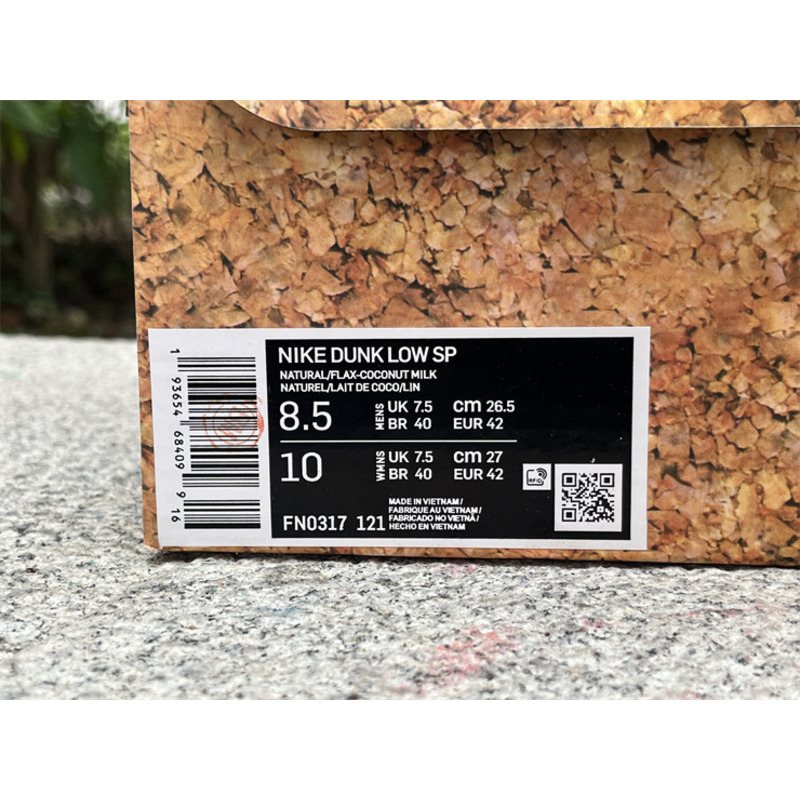 NIKE DUNK LOW SP
NATURAL/FLAX-COCONUT MILK
NATUREL/LAIT DE COCO/LIN
8.5 MENS UK 7.5 cm 26.5
BR 40 EUR 42
10 WMNS UK 7.5 cm 27
BR 40 EUR 42
RFID
FN0317 121
MADE IN VIETNAM /
FABRIQUE AU VIETNAM /
FABRICADO NO VIETNÃ /
HECHO EN VIETNAM
1 93654 68409 9 16